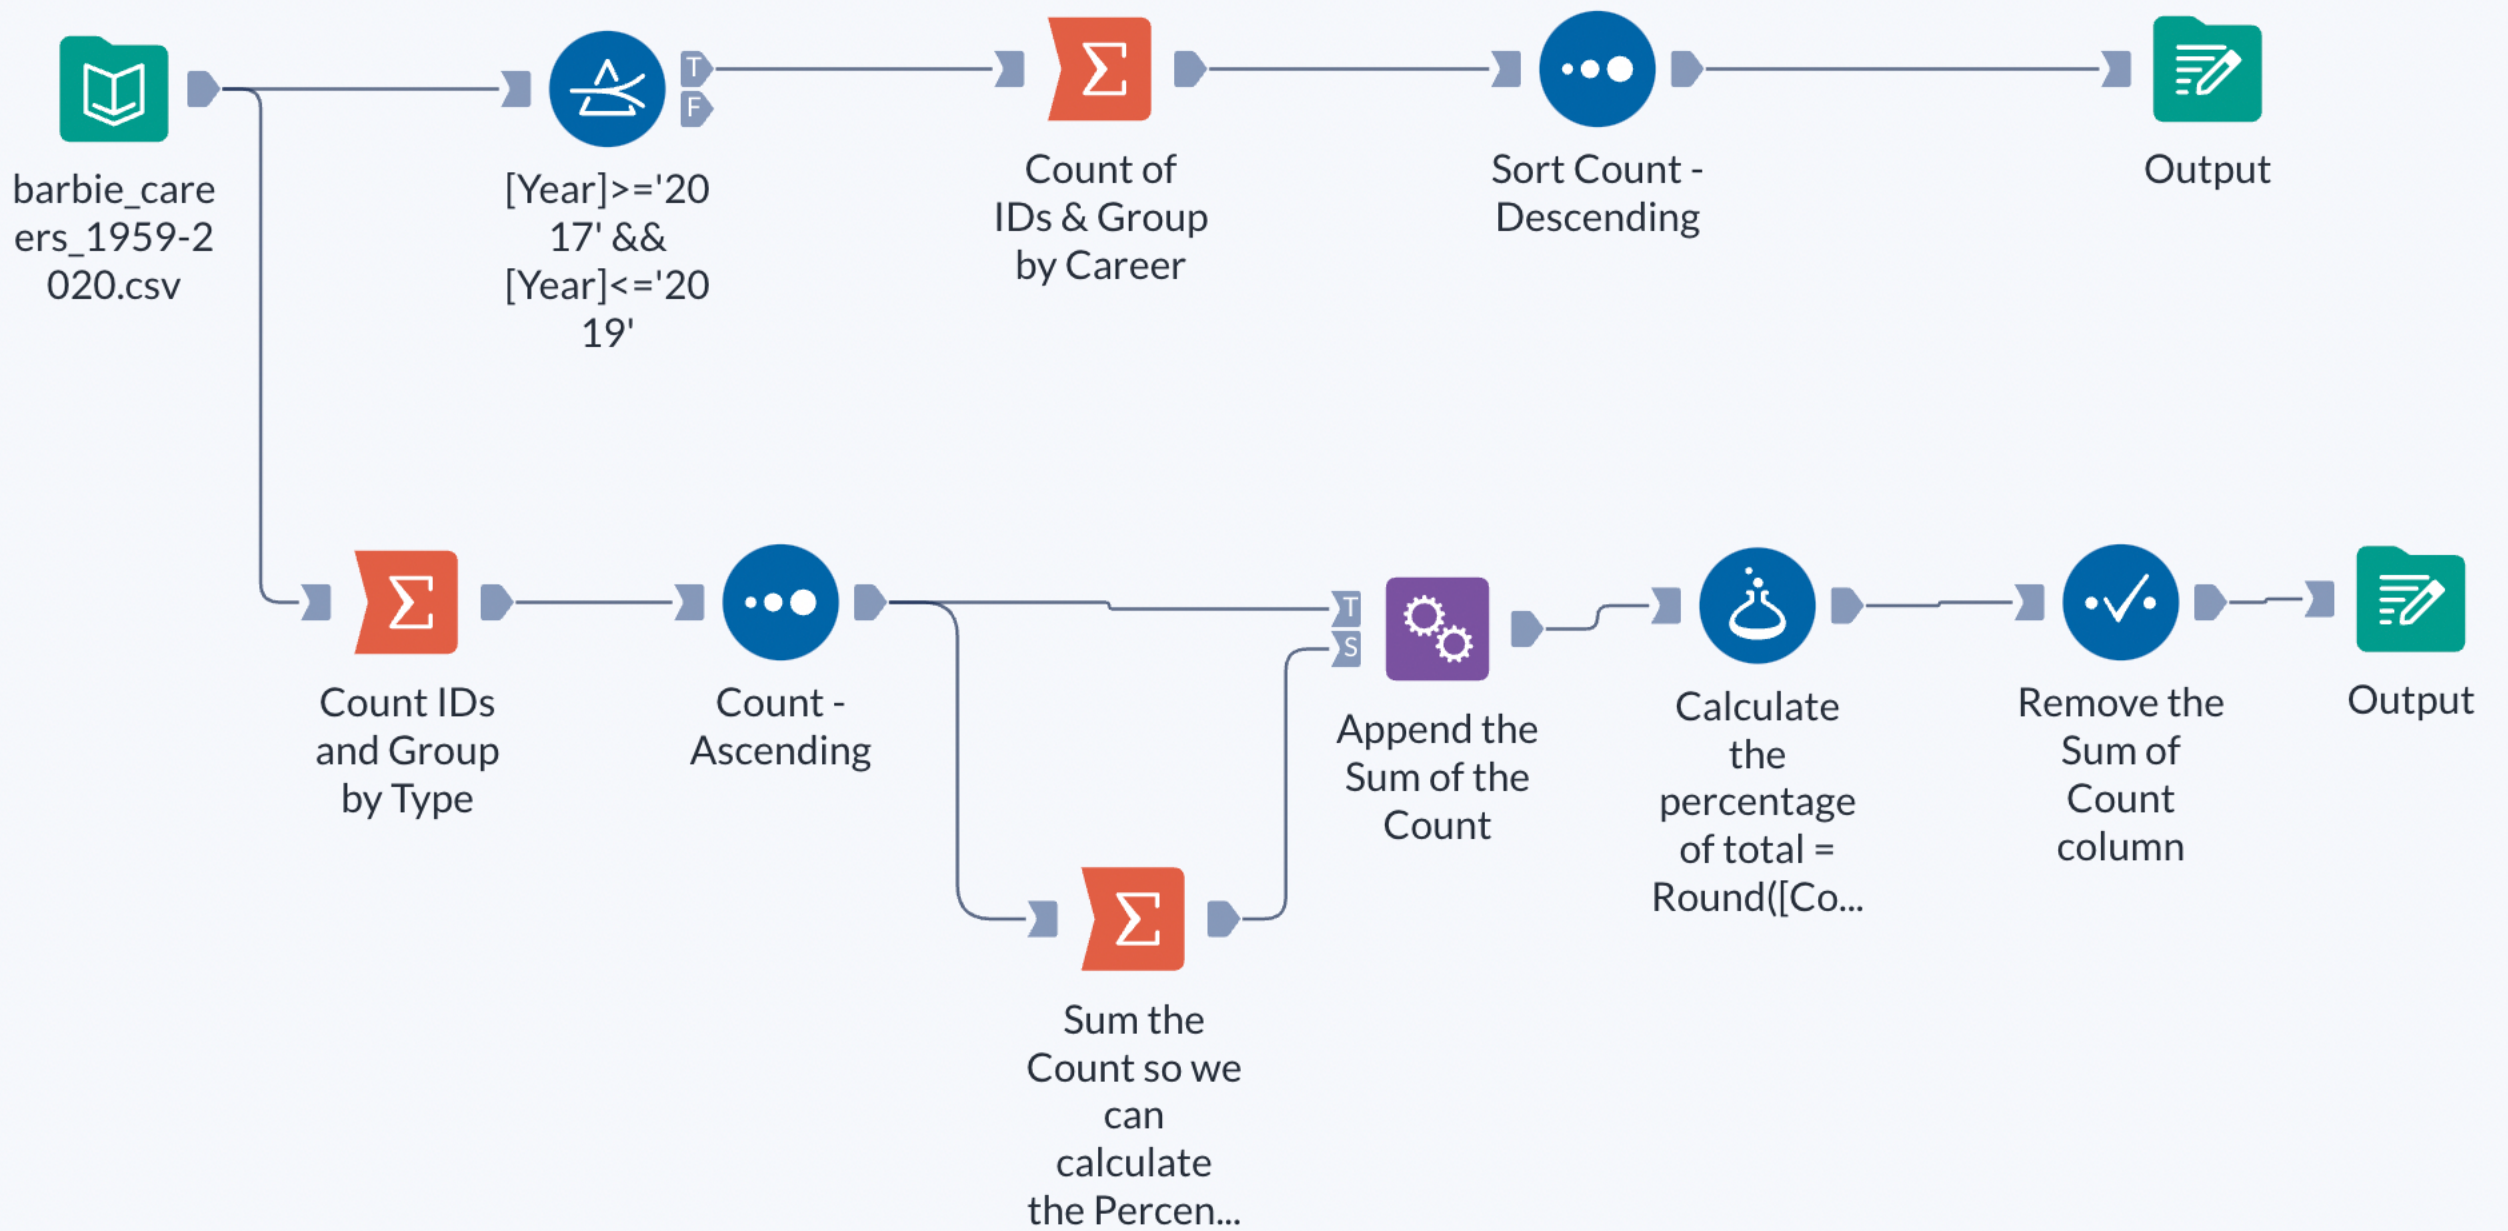 T
F
barbie_care
ers_1959-2
020.csv
[Year]>='20
17' &&
[Year]<='20
19'
Count of
IDs & Group
by Career
Sort Count -
Descending
Output
Count IDs
and Group
by Type
Count -
Ascending
T
S
Append the
Sum of the
Count
Calculate
the
percentage
of total =
Round([Co...
Remove the
Sum of
Count
column
Output
Sum the
Count so we
can
calculate
the Percen...